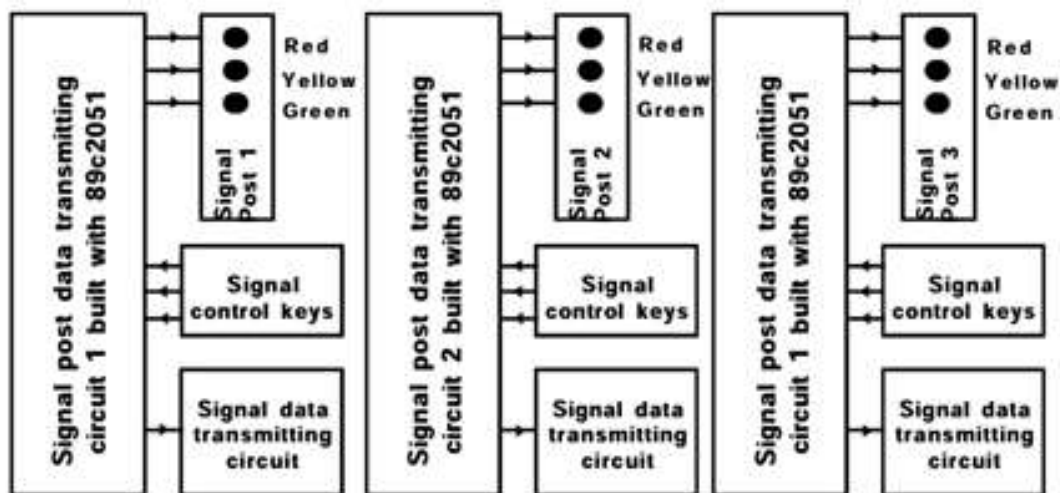 Signal post data transmitting
circuit 1 built with 89c2051
Red
Yellow
Green
Signal
Post 1
Signal
control keys
Signal data
transmitting
circuit
Signal post data transmitting
circuit 2 built with 89c2051
Red
Yellow
Green
Signal
Post 2
Signal
control keys
Signal data
transmitting
circuit
Signal post data transmitting
circuit 1 built with 89c2051
Red
Yellow
Green
Signal
Post 3
Signal
control keys
Signal data
transmitting
circuit